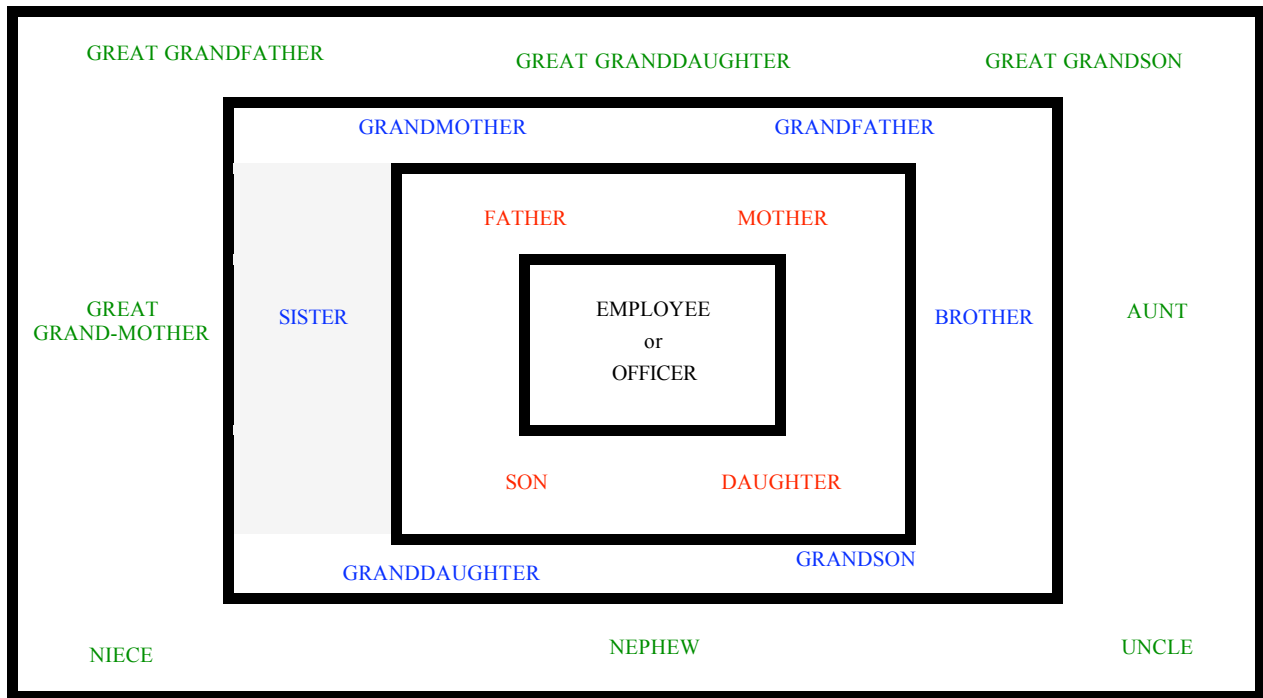 GREAT GRANDFATHER
GREAT GRANDDAUGHTER
GREAT GRANDSON
GRANDMOTHER
GRANDFATHER
FATHER
MOTHER
GREAT
GRAND-MOTHER
SISTER
EMPLOYEE
or
OFFICER
BROTHER
AUNT
SON
DAUGHTER
GRANDDAUGHTER
GRANDSON
NIECE
NEPHEW
UNCLE